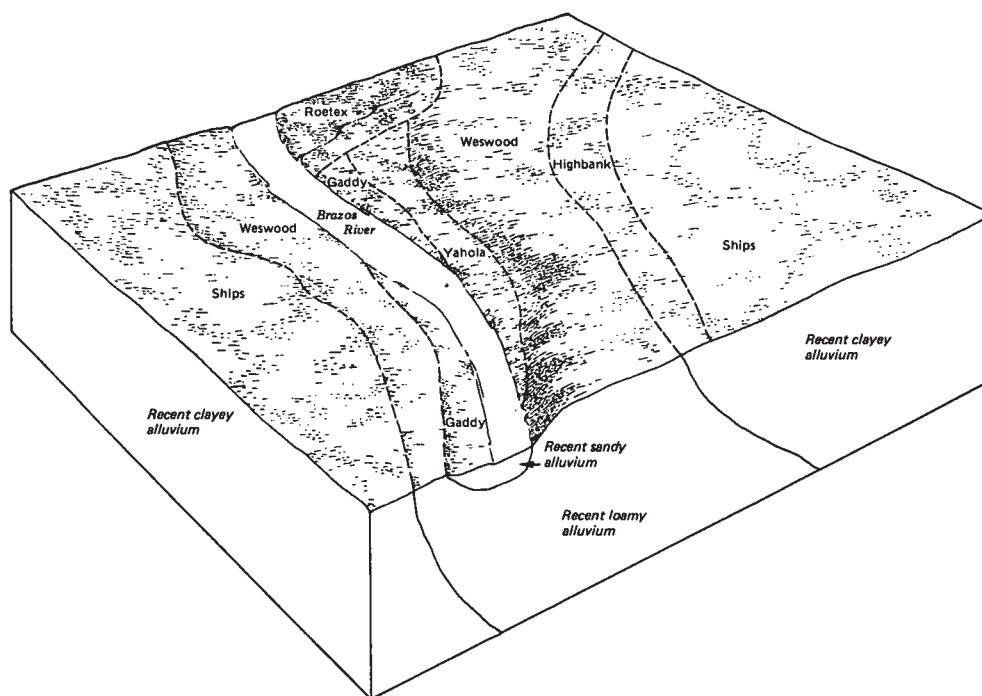 Roetex
Weswood
Highbank
Gaddy
Brazos
River
Weswood
Yahola
Ships
Ships
Recent clayey
alluvium
Recent clayey
alluvium
Gaddy
Recent sandy
alluvium
Recent loamy
alluvium